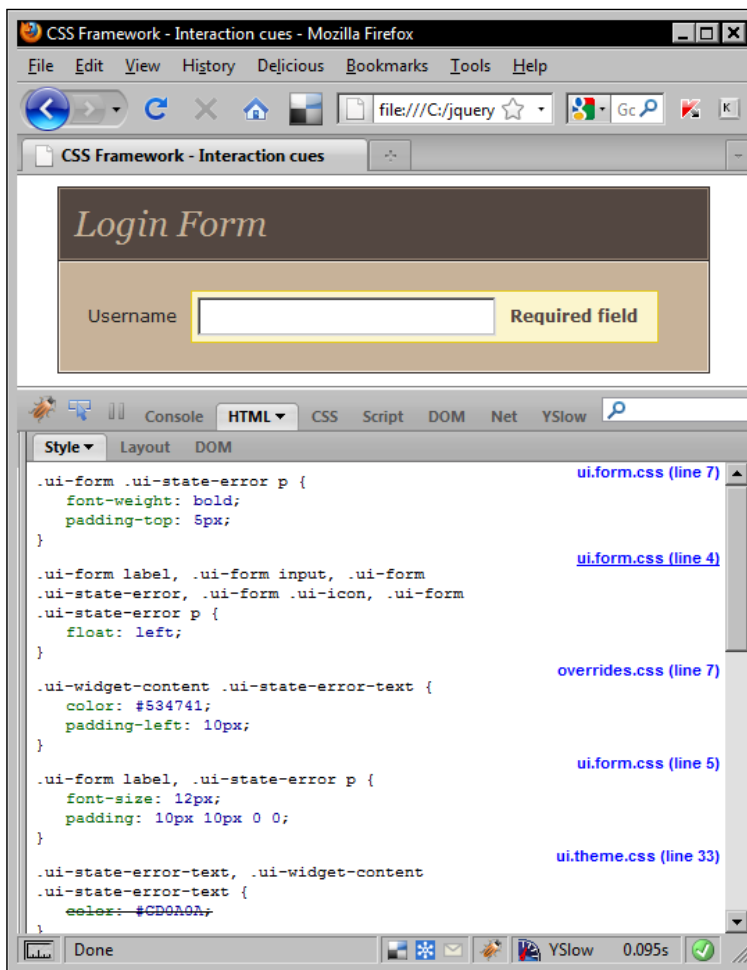 CSS Framework - Interaction cues - Mozilla Firefox
File Edit View History Delicious Bookmarks Tools Help
file:///C:/jquery Gc K
CSS Framework - Interaction cues
Login Form
Username Required field
Console HTML CSS Script DOM Net YSlow
Style Layout DOM
.ui-form .ui-state-error p { ui.form.css (line 7)
font-weight: bold;
padding-top: 5px;
}
.ui-form label, .ui-form input, .ui-form ui.form.css (line 4)
.ui-state-error, .ui-form .ui-icon, .ui-form
.ui-state-error p {
float: left;
}
.ui-widget-content .ui-state-error-text { overrides.css (line 7)
color: #534741;
padding-left: 10px;
}
.ui-form label, .ui-state-error p { ui.form.css (line 5)
font-size: 12px;
padding: 10px 10px 0 0;
}
.ui-state-error-text, .ui-widget-content ui.theme.css (line 33)
.ui-state-error-text {
color: #CD0A0A;
}
Done YSlow 0.095s